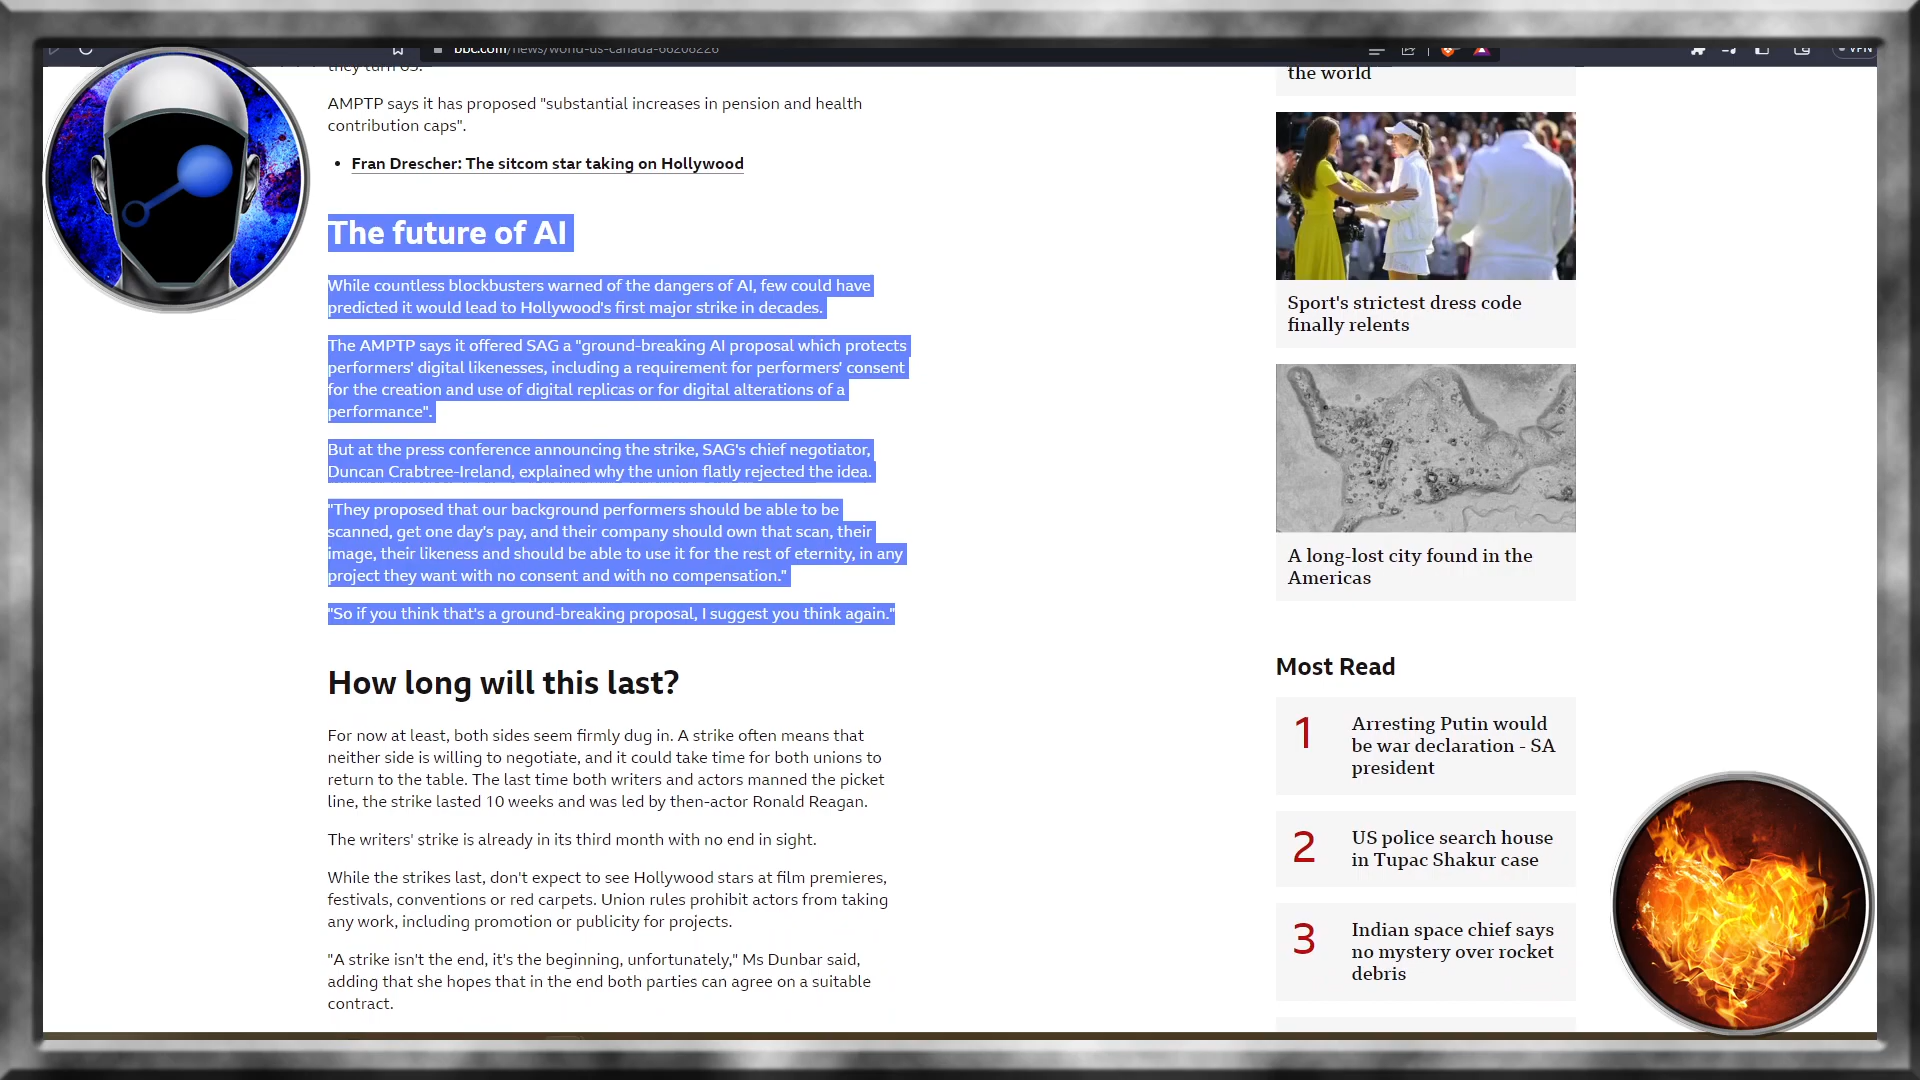 bbc.com/news/world-us-canada-66208226
VPN
they turn 65."
AMPTP says it has proposed "substantial increases in pension and health
contribution caps".
• Fran Drescher: The sitcom star taking on Hollywood
The future of AI
While countless blockbusters warned of the dangers of AI, few could have
predicted it would lead to Hollywood's first major strike in decades.
The AMPTP says it offered SAG a "ground-breaking AI proposal which protects
performers' digital likenesses, including a requirement for performers' consent
for the creation and use of digital replicas or for digital alterations of a
performance".
But at the press conference announcing the strike, SAG's chief negotiator,
Duncan Crabtree-Ireland, explained why the union flatly rejected the idea.
"They proposed that our background performers should be able to be
scanned, get one day's pay, and their company should own that scan, their
image, their likeness and should be able to use it for the rest of eternity, in any
project they want with no consent and with no compensation."
"So if you think that's a ground-breaking proposal, I suggest you think again."
How long will this last?
For now at least, both sides seem firmly dug in. A strike often means that
neither side is willing to negotiate, and it could take time for both unions to
return to the table. The last time both writers and actors manned the picket
line, the strike lasted 10 weeks and was led by then-actor Ronald Reagan.
The writers' strike is already in its third month with no end in sight.
While the strikes last, don't expect to see Hollywood stars at film premieres,
festivals, conventions or red carpets. Union rules prohibit actors from taking
any work, including promotion or publicity for projects.
"A strike isn't the end, it's the beginning, unfortunately," Ms Dunbar said,
adding that she hopes that in the end both parties can agree on a suitable
contract.
the world
Sport's strictest dress code
finally relents
A long-lost city found in the
Americas
Most Read
1
Arresting Putin would
be war declaration - SA
president
2
US police search house
in Tupac Shakur case
3
Indian space chief says
no mystery over rocket
debris